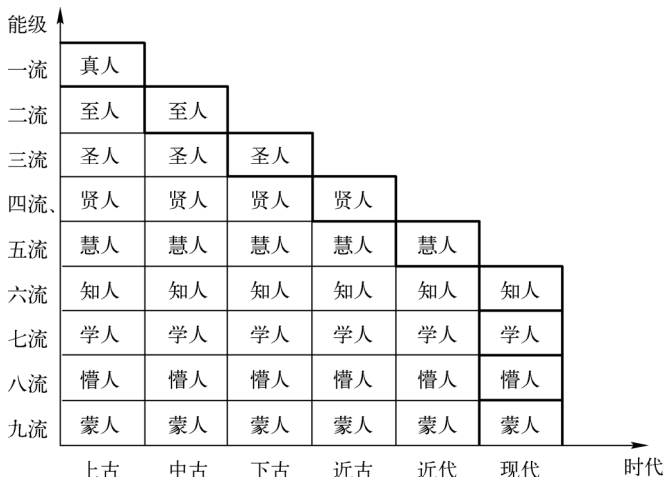 能级
一流 真人
二流 至人 至人
三流 圣人 圣人 圣人
四流、 贤人 贤人 贤人 贤人
五流 慧人 慧人 慧人 慧人 慧人
六流 知人 知人 知人 知人 知人 知人
七流 学人 学人 学人 学人 学人 学人
八流 懵人 懵人 懵人 懵人 懵人 懵人
九流 蒙人 蒙人 蒙人 蒙人 蒙人 蒙人
上古 中古 下古 近古 近代 现代 时代